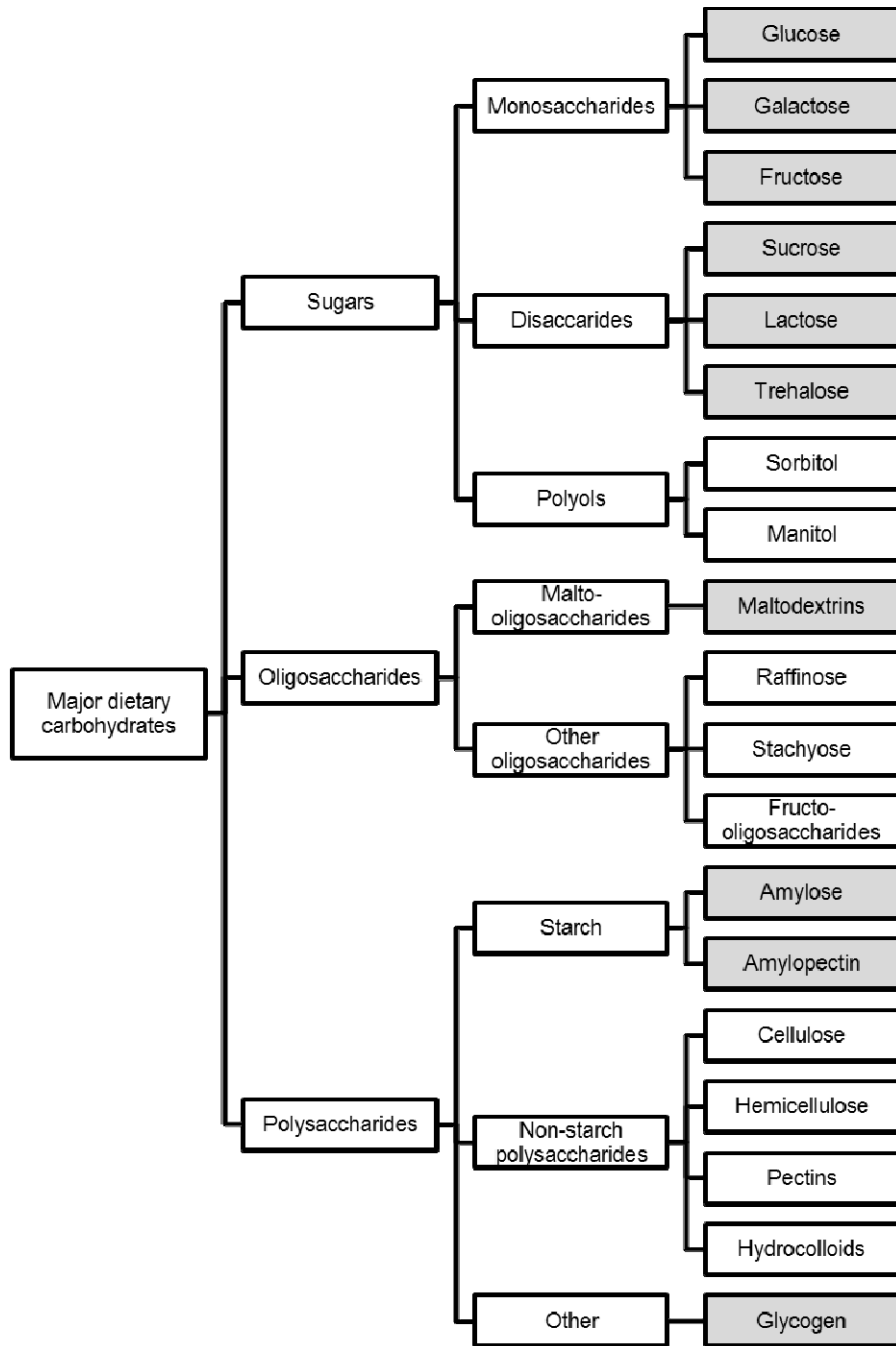 Glucose
Monosaccharides
Galactose
Fructose
Sucrose
Sugars
Disaccarides
Lactose
Trehalose
Sorbitol
Polyols
Manitol
Malto-
oligosaccharides
Maltodextrins
Major dietary
carbohydrates
Oligosaccharides
Raffinose
Other
oligosaccharides
Stachyose
Fructo-
oligosaccharides
Amylose
Starch
Amylopectin
Cellulose
Polysaccharides
Hemicellulose
Non-starch
polysaccharides
Pectins
Hydrocolloids
Other
Glycogen